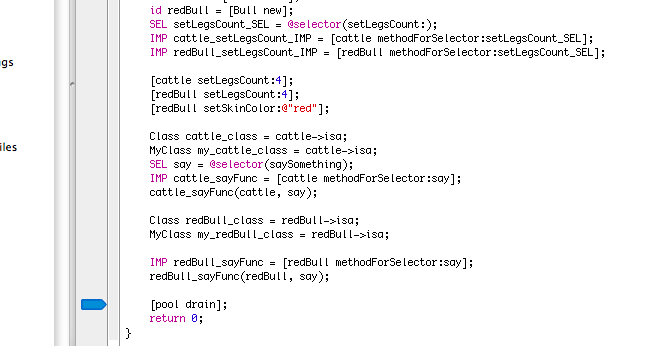 id redBull = [Bull new];
SEL setLegsCount_SEL = @selector(setLegsCount:);
IMP cattle_setLegsCount_IMP = [cattle methodForSelector:setLegsCount_SEL];
IMP redBull_setLegsCount_IMP = [redBull methodForSelector:setLegsCount_SEL];
[cattle setLegsCount:4];
[redBull setLegsCount:4];
[redBull setSkinColor:@"red"];
Class cattle_class = cattle->isa;
MyClass my_cattle_class = cattle->isa;
SEL say = @selector(saySomething);
IMP cattle_sayFunc = [cattle methodForSelector:say];
cattle_sayFunc(cattle, say);
Class redBull_class = redBull->isa;
MyClass my_redBull_class = redBull->isa;
IMP redBull_sayFunc = [redBull methodForSelector:say];
redBull_sayFunc(redBull, say);
[pool drain];
return 0;
}
gs
iles